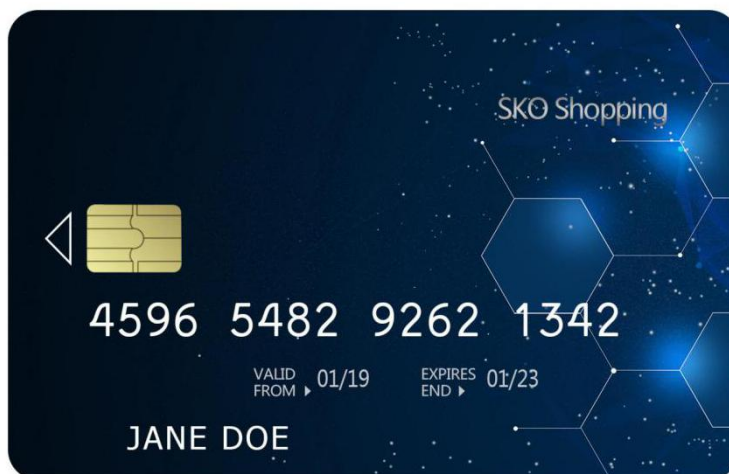 SKO Shopping
4596 5482 9262 1342
VALID FROM 01/19 EXPIRES END 01/23
JANE DOE